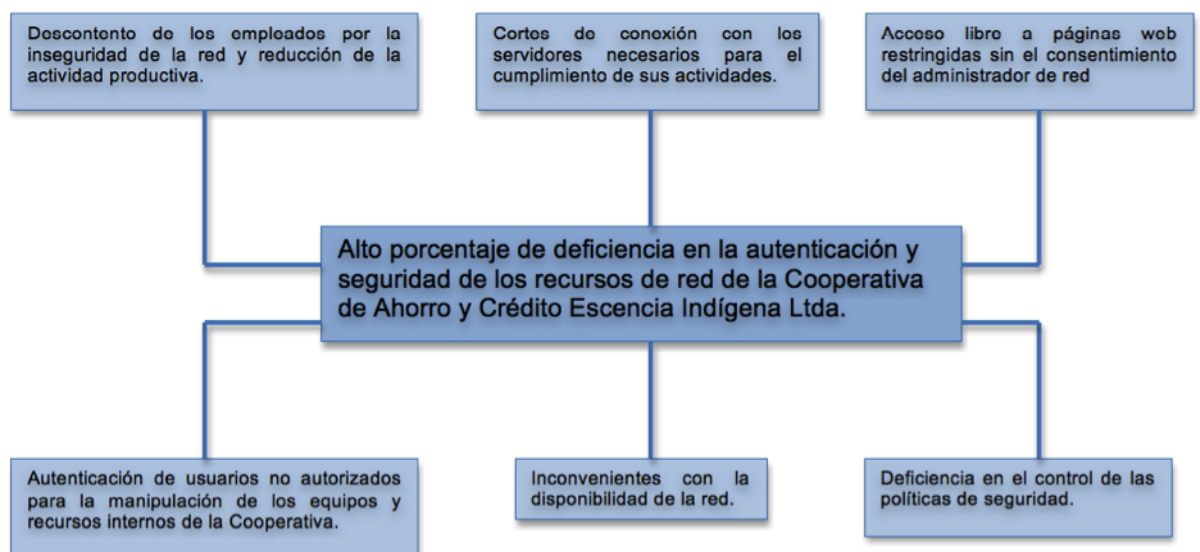 Descontento de los empleados por la
inseguridad de la red y reducción de la
actividad productiva.
Cortes de conexión con los
servidores necesarios para el
cumplimiento de sus actividades.
Acceso libre a páginas web
restringidas sin el consentimiento
del administrador de red
Alto porcentaje de deficiencia en la autenticación y
seguridad de los recursos de red de la Cooperativa
de Ahorro y Crédito Escencia Indígena Ltda.
Autenticación de usuarios no autorizados
para la manipulación de los equipos y
recursos internos de la Cooperativa.
Inconvenientes con la
disponibilidad de la red.
Deficiencia en el control de las
políticas de seguridad.